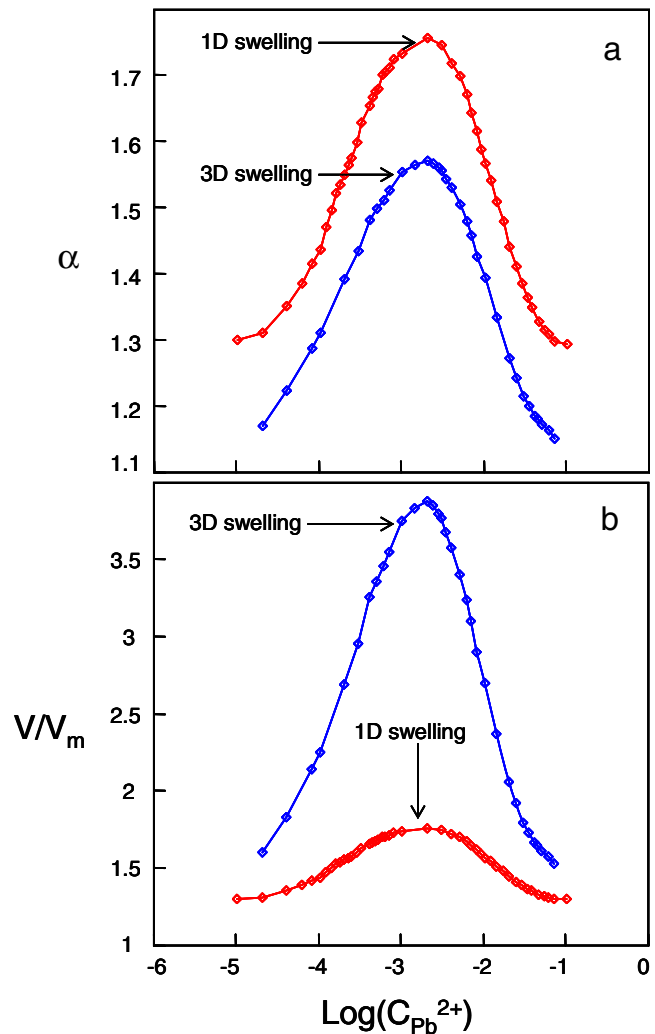 1D swelling
a
1.7
1.6
3D swelling
1.5
α
1.4
1.3
1.2
1.1
b
3D swelling
3.5
3
2.5
V/Vm
1D swelling
2
1.5
1
-6 -5 -4 -3 -2 -1 0
Log(CPb2+)